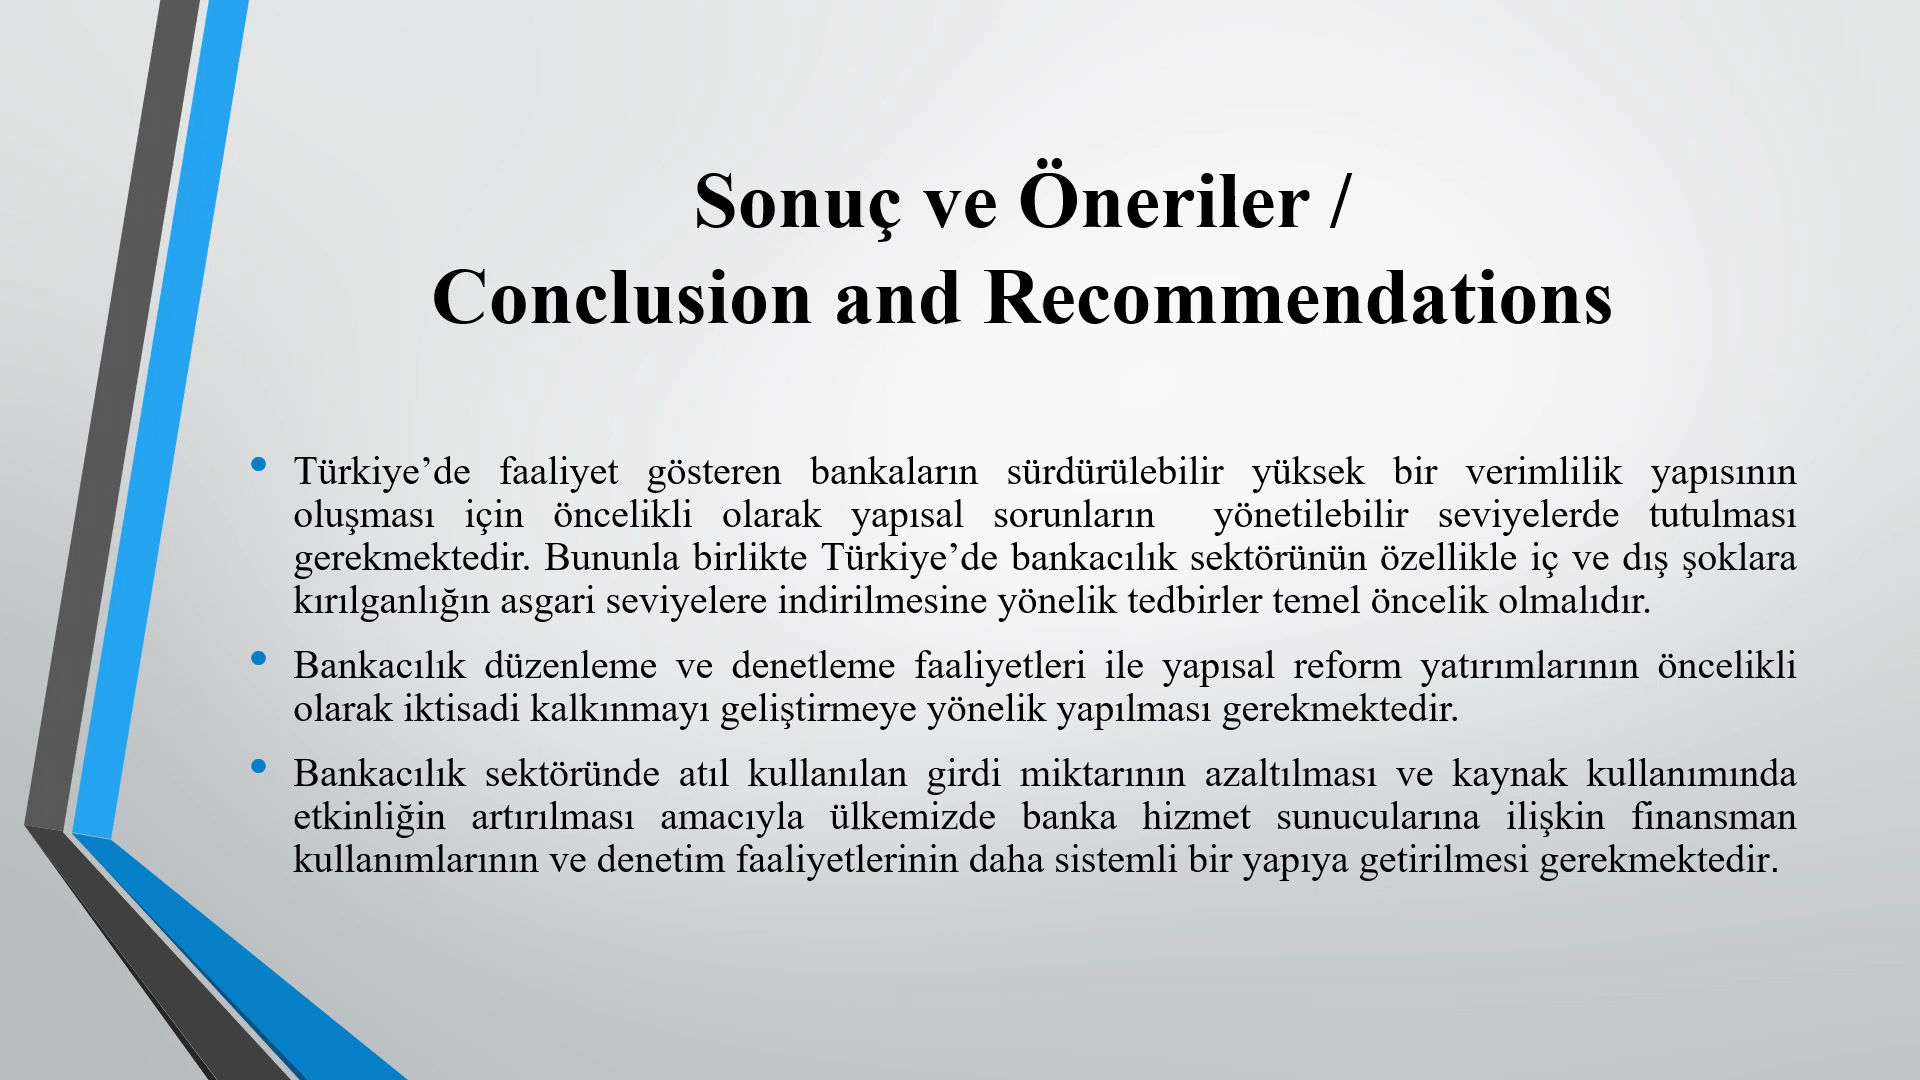 Sonuç ve Öneriler /
Conclusion and Recommendations
• Türkiye’de faaliyet gösteren bankaların sürdürülebilir yüksek bir verimlilik yapısının
oluşması için öncelikli olarak yapısal sorunların yönetilebilir seviyelerde tutulması
gerekmektedir. Bununla birlikte Türkiye’de bankacılık sektörünün özellikle iç ve dış şoklara
kırılganlığın asgari seviyelere indirilmesine yönelik tedbirler temel öncelik olmalıdır.
• Bankacılık düzenleme ve denetleme faaliyetleri ile yapısal reform yatırımlarının öncelikli
olarak iktisadi kalkınmayı geliştirmeye yönelik yapılması gerekmektedir.
• Bankacılık sektöründe atıl kullanılan girdi miktarının azaltılması ve kaynak kullanımında
etkinliğin artırılması amacıyla ülkemizde banka hizmet sunucularına ilişkin finansman
kullanımlarının ve denetim faaliyetlerinin daha sistemli bir yapıya getirilmesi gerekmektedir.